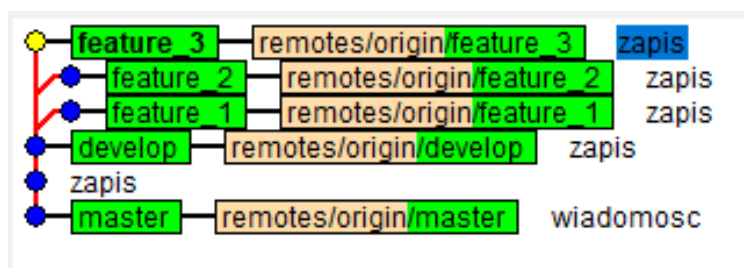 feature_3 remotes/origin/feature_3 zapis
feature_2 remotes/origin/feature_2 zapis
feature_1 remotes/origin/feature_1 zapis
develop remotes/origin/develop zapis
zapis
master remotes/origin/master wiadomosc